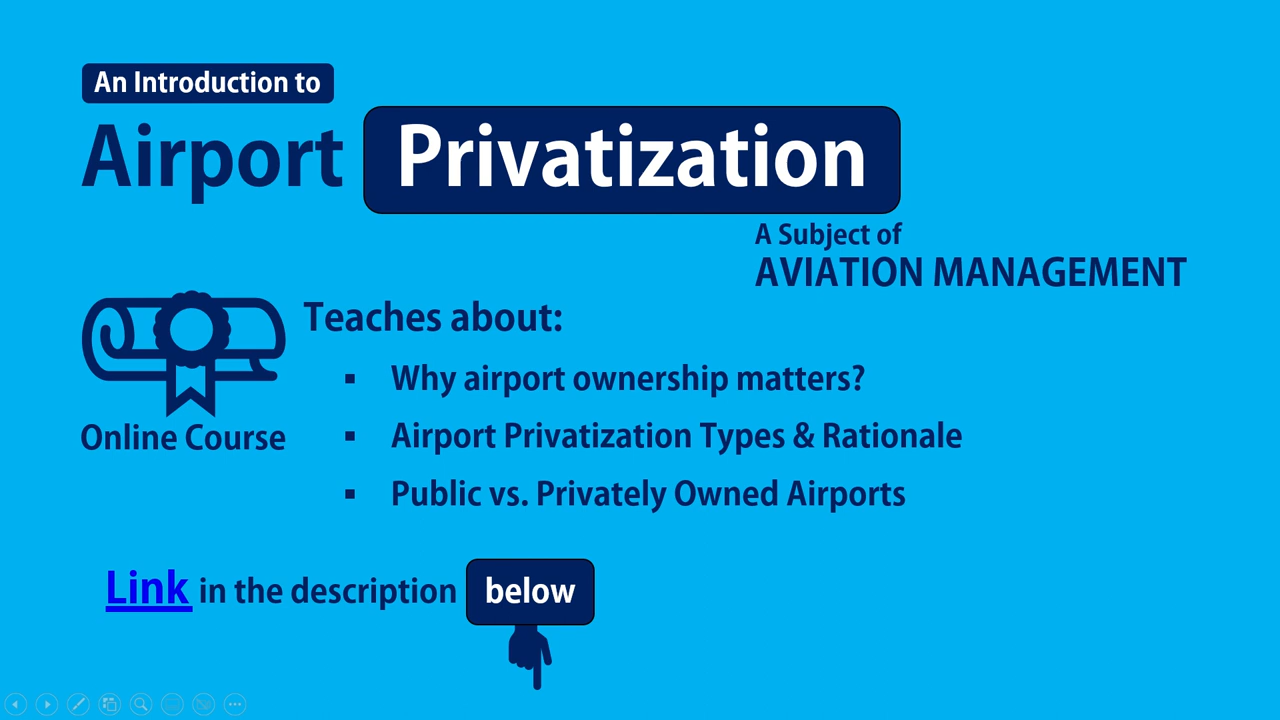 An Introduction to
Airport Privatization
A Subject of
AVIATION MANAGEMENT
Teaches about:
▪ Why airport ownership matters?
▪ Airport Privatization Types & Rationale
▪ Public vs. Privately Owned Airports
Online Course
Link in the description below